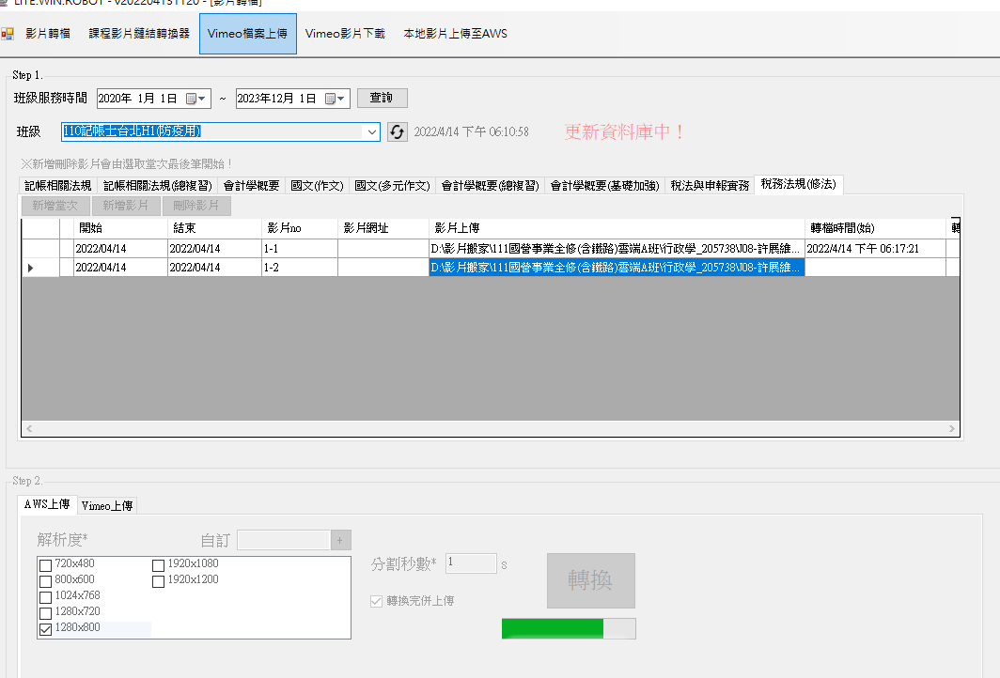 LITE.WIN.ROBOT - v202204131120 - [影片轉檔]
影片轉檔 課程影片鏈結轉換器 Vimeo檔案上傳 Vimeo影片下載 本地影片上傳至AWS
Step 1.
班級服務時間 2020年 1月 1日 ~ 2023年12月 1日 查詢
班級 110記帳士台北H1(防疫用) 2022/4/14 下午 06:10:58 更新資料庫中！
※新增刪除影片會由選取堂次最後筆開始！
記帳相關法規 記帳相關法規(總複習) 會計學概要 國文(作文) 國文(多元作文) 會計學概要(總複習) 會計學概要(基礎加強) 稅法與申報實務 稅務法規(修法)
新增堂次 新增影片 刪除影片
開始 結束 影片no 影片網址 影片上傳 轉檔時間(始) 轉
2022/04/14 2022/04/14 1-1 D:\影片搬家\111國營事業全修(含鐵路)雲端A班\行政學_205738\J08-許展維... 2022/4/14 下午 06:17:21
2022/04/14 2022/04/14 1-2 D:\影片搬家\111國營事業全修(含鐵路)雲端A班\行政學_205738\J08-許展維...
Step 2.
AWS上傳 Vimeo上傳
解析度* 自訂 +
720x480 1920x1080
800x600 1920x1200
1024x768
1280x720
1280x800
分割秒數* 1 s
轉換完併上傳
轉換